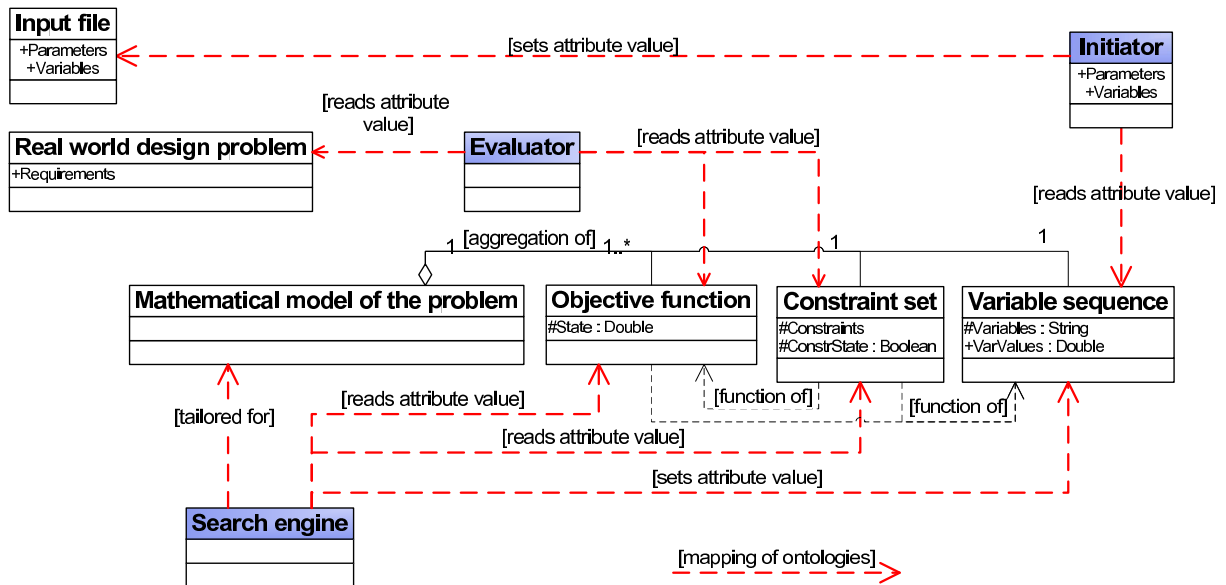 Input file
+Parameters
+Variables
[sets attribute value]
Initiator
+Parameters
+Variables
[reads attribute
value]
Real world design problem
+Requirements
Evaluator
[reads attribute value]
[reads attribute value]
1
[aggregation of]
1..*
1
1
Mathematical model of the problem
Objective function
#State : Double
Constraint set
#Constraints
#ConstrState : Boolean
Variable sequence
#Variables : String
+VarValues : Double
[function of]
[function of]
[tailored for]
[reads attribute value]
[reads attribute value]
[sets attribute value]
Search engine
[mapping of ontologies]